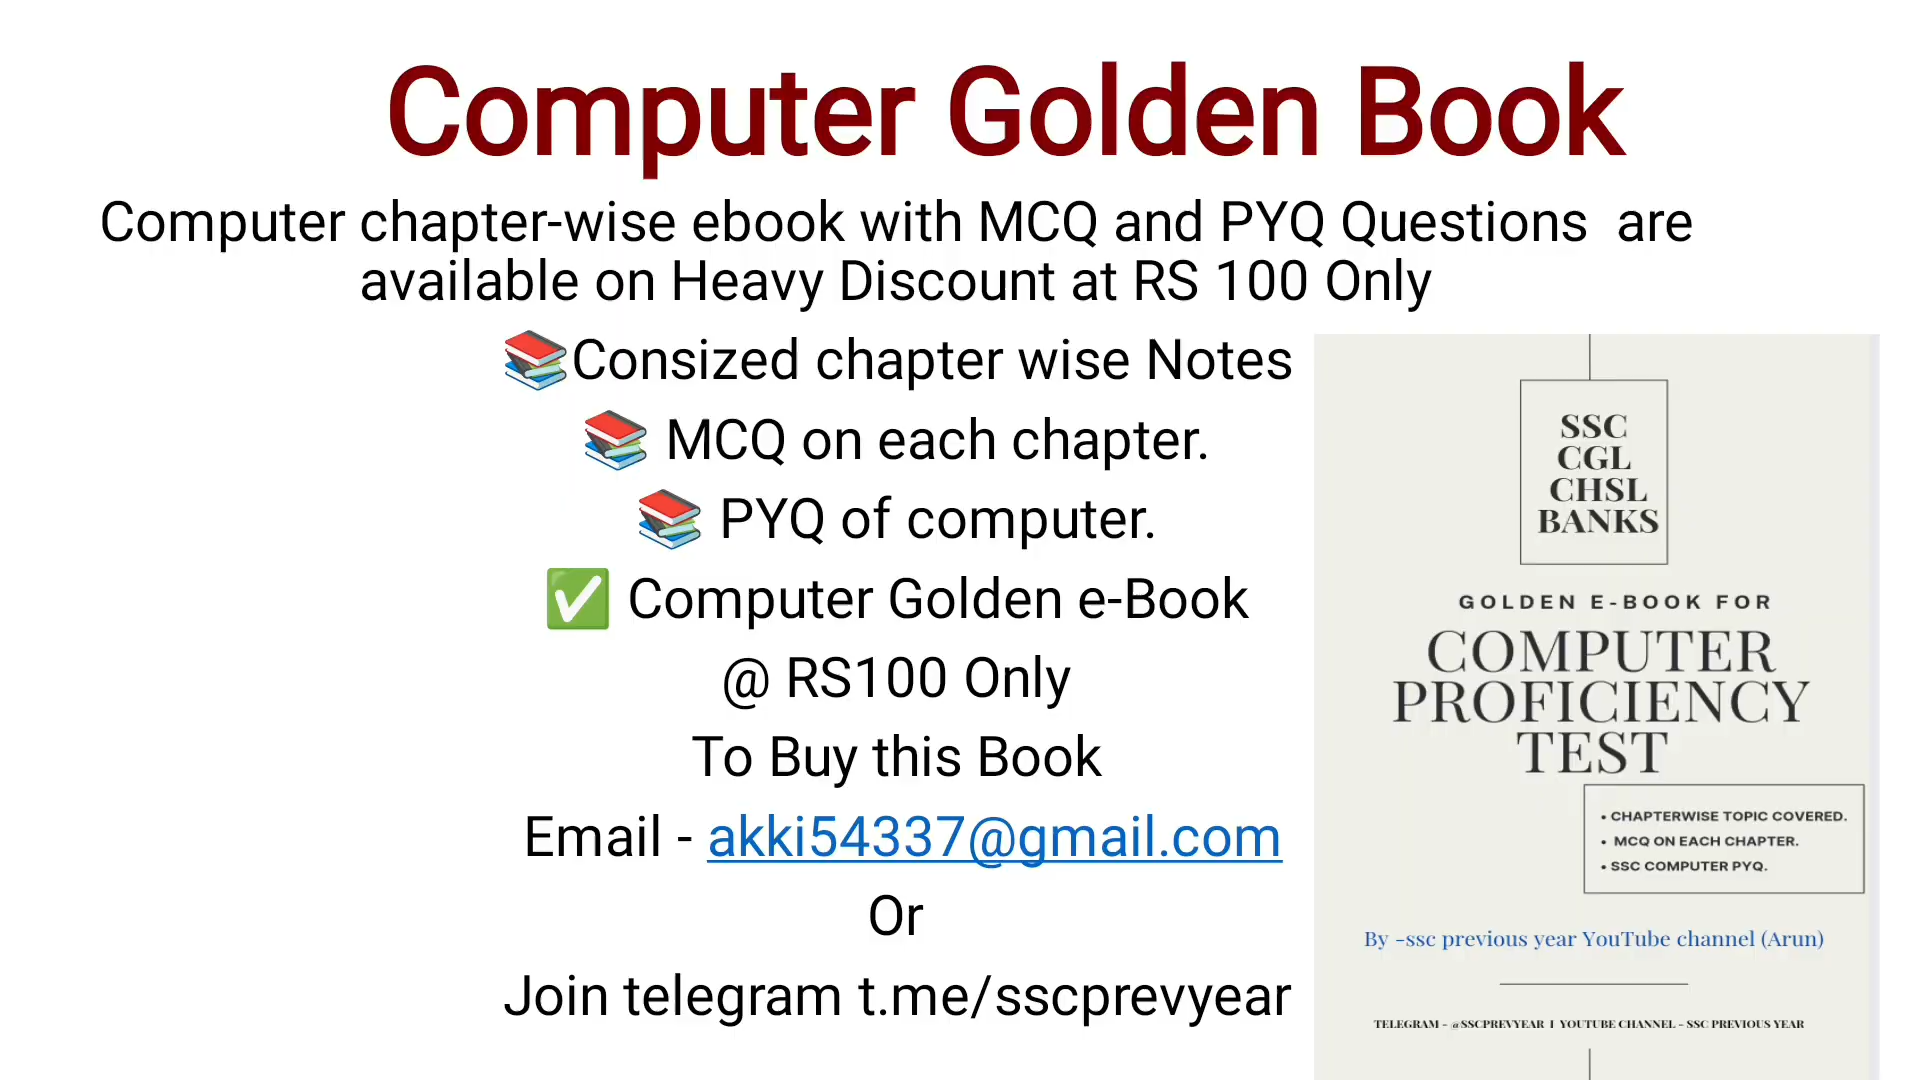 Computer Golden Book
Computer chapter-wise ebook with MCQ and PYQ Questions  are
available on Heavy Discount at RS 100 Only
📚Consized chapter wise Notes
📚 MCQ on each chapter.
📚 PYQ of computer.
✅ Computer Golden e-Book
@ RS100 Only
To Buy this Book
Email - akki54337@gmail.com
Or
Join telegram t.me/sscprevyear
SSC
CGL
CHSL
BANKS
GOLDEN E-BOOK FOR
COMPUTER
PROFICIENCY
TEST
• CHAPTERWISE TOPIC COVERED.
• MCQ ON EACH CHAPTER.
• SSC COMPUTER PYQ.
By -ssc previous year YouTube channel (Arun)
TELEGRAM - @SSCPREVYEAR I YOUTUBE CHANNEL - SSC PREVIOUS YEAR